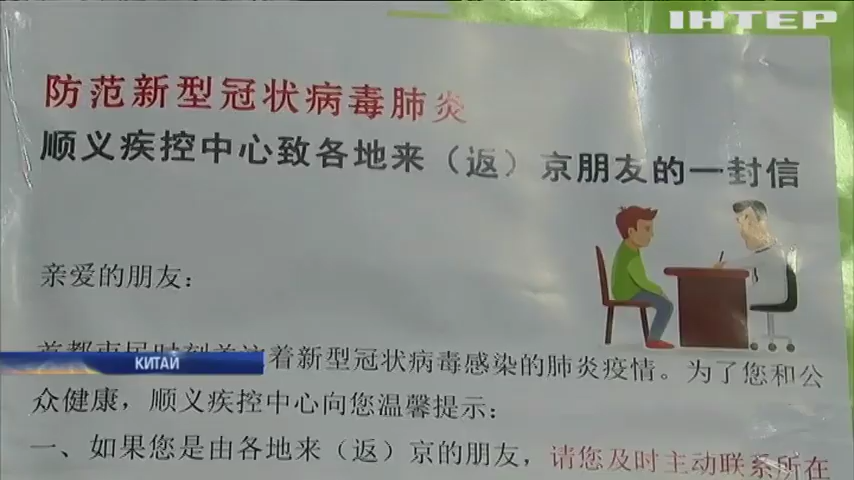 ІНТЕР
防范新型冠状病毒肺炎
顺义疾控中心致各地来（返）京朋友的一封信
亲爱的朋友：
着新型冠状病毒感染的肺炎疫情。为了您和公
КИТАЙ
众健康，顺义疾控中心向您温馨提示：
一、如果您是由各地来（返）京的朋友，请您及时主动联系所在